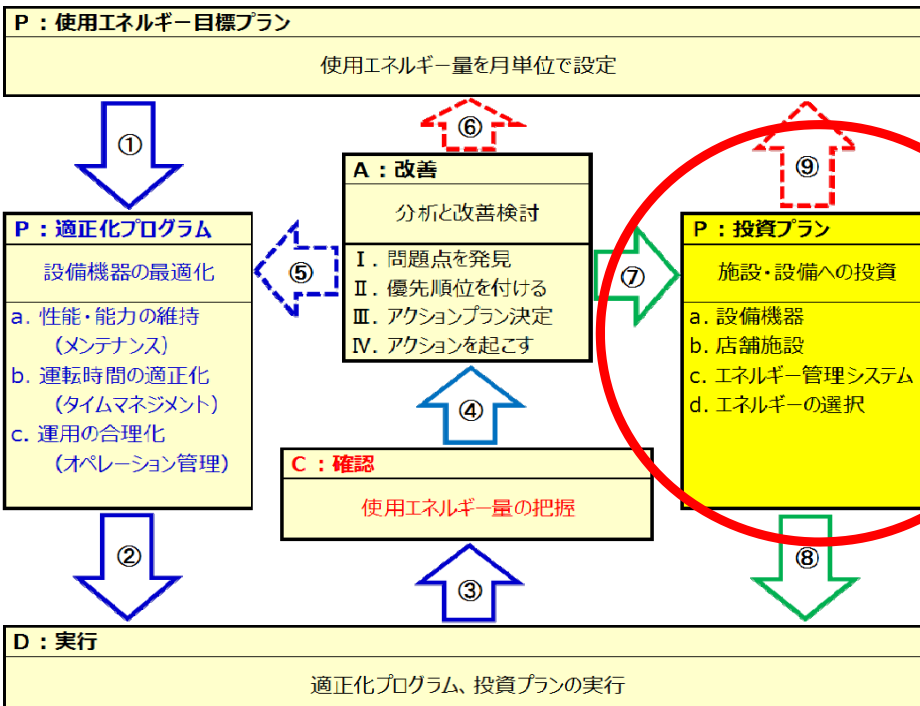 P：使用エネルギー目標プラン
使用エネルギー量を月単位で設定
①
⑥
⑨
A：改善
分析と改善検討
Ⅰ. 問題点を発見
Ⅱ. 優先順位を付ける
Ⅲ. アクションプラン決定
Ⅳ. アクションを起こす
P：適正化プログラム
設備機器の最適化
a. 性能・能力の維持
（メンテナンス）
b. 運転時間の適正化
（タイムマネジメント）
c. 運用の合理化
（オペレーション管理）
⑤
⑦
P：投資プラン
施設・設備への投資
a. 設備機器
b. 店舗施設
c. エネルギー管理システム
d. エネルギーの選択
④
C：確認
使用エネルギー量の把握
②
③
⑧
D：実行
適正化プログラム、投資プランの実行